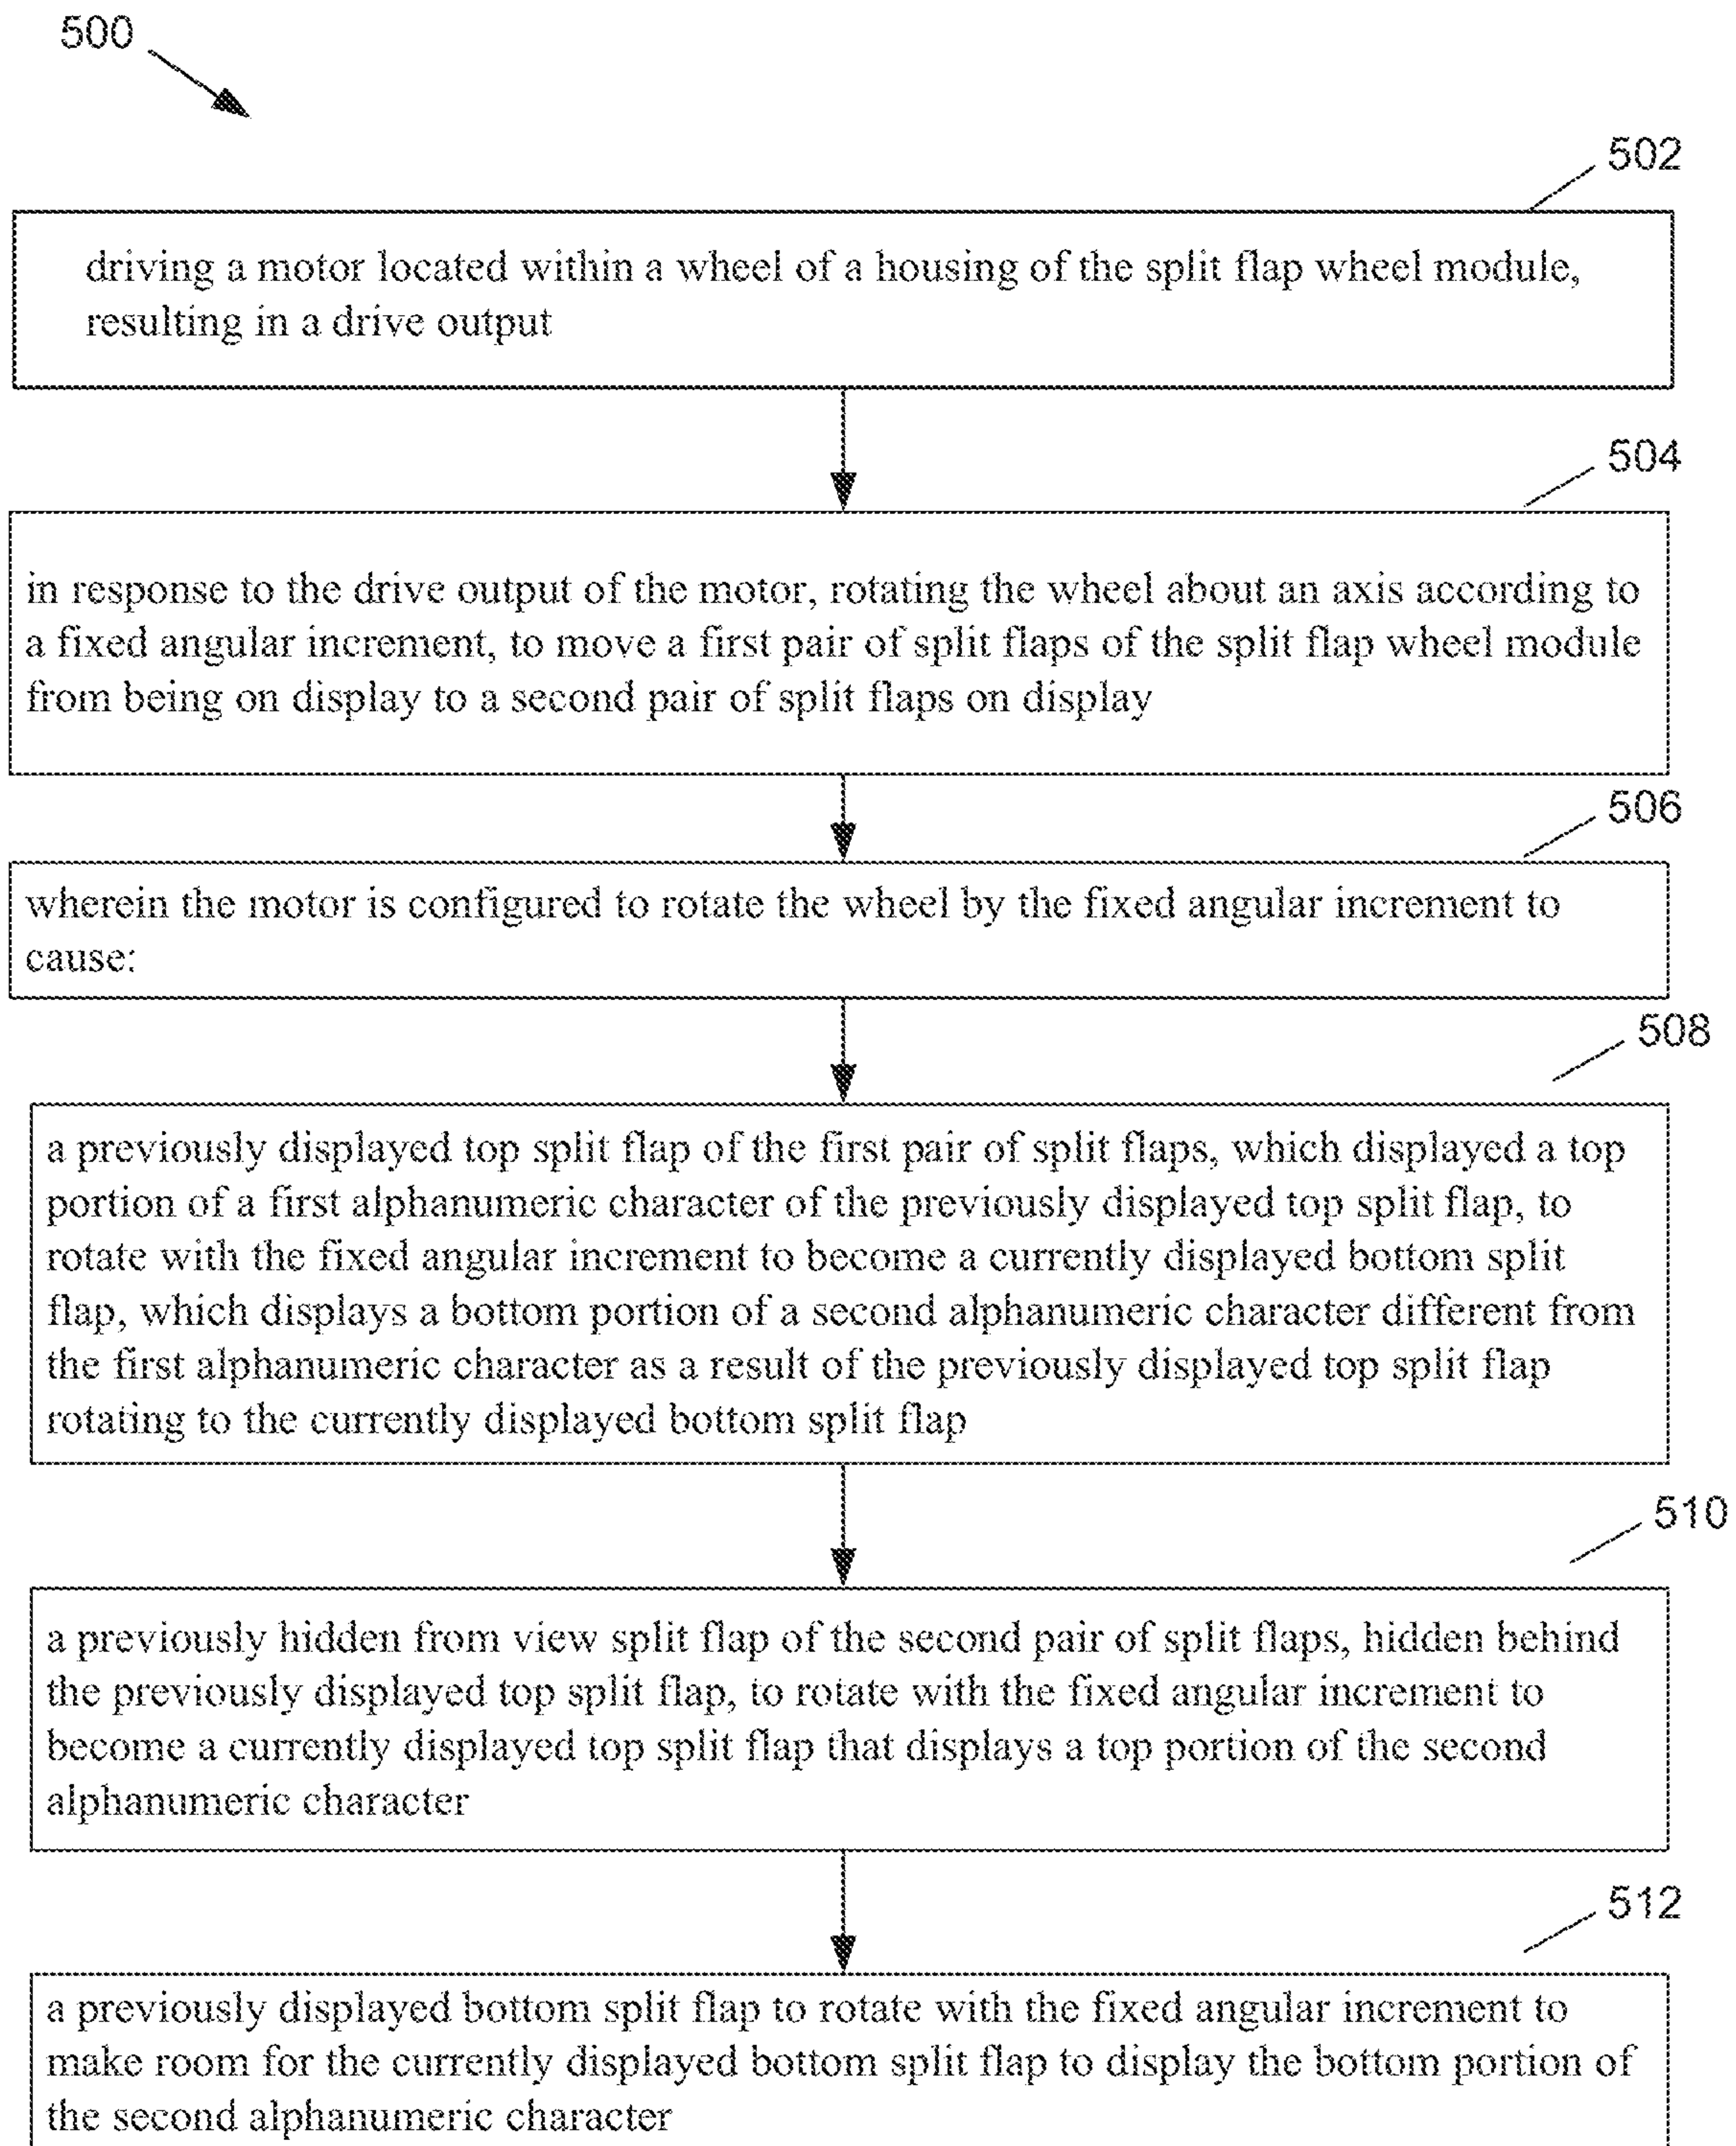 500
502
driving a motor located within a wheel of a housing of the split flap wheel module,
resulting in a drive output
504
in response to the drive output of the motor, rotating the wheel about an axis according to
a fixed angular increment, to move a first pair of split flaps of the split flap wheel module
from being on display to a second pair of split flaps on display
506
wherein the motor is configured to rotate the wheel by the fixed angular increment to
cause:
508
a previously displayed top split flap of the first pair of split flaps, which displayed a top
portion of a first alphanumeric character of the previously displayed top split flap, to
rotate with the fixed angular increment to become a currently displayed bottom split
flap, which displays a bottom portion of a second alphanumeric character different from
the first alphanumeric character as a result of the previously displayed top split flap
rotating to the currently displayed bottom split flap
510
a previously hidden from view split flap of the second pair of split flaps, hidden behind
the previously displayed top split flap, to rotate with the fixed angular increment to
become a currently displayed top split flap that displays a top portion of the second
alphanumeric character
512
a previously displayed bottom split flap to rotate with the fixed angular increment to
make room for the currently displayed bottom split flap to display the bottom portion of
the second alphanumeric character